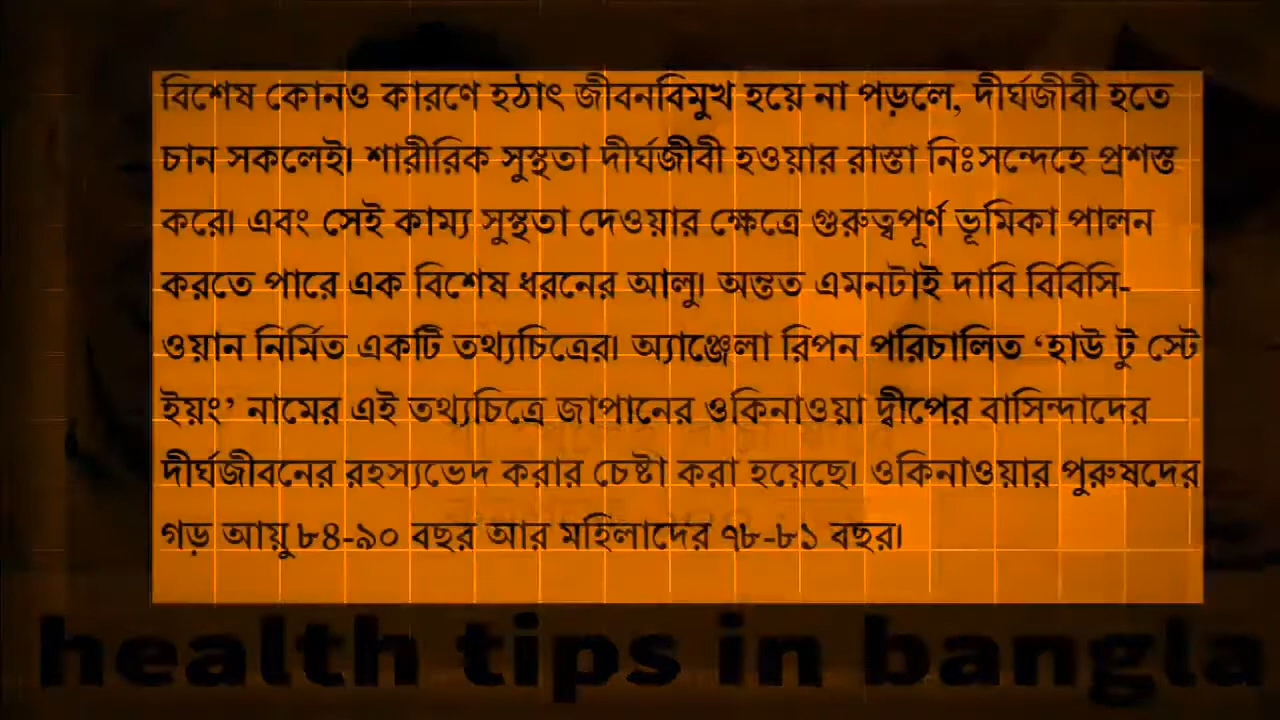 বিশেষ কোনও কারণে হঠাৎ জীবনবিমুখ হয়ে না পড়লে, দীর্ঘজীবী হতে
চান সকলেই। শারীরিক সুস্থতা দীর্ঘজীবী হওয়ার রাস্তা নিঃসন্দেহে প্রশস্ত
করে। এবং সেই কাম্য সুস্থতা দেওয়ার ক্ষেত্রে গুরুত্বপূর্ণ ভূমিকা পালন
করতে পারে এক বিশেষ ধরনের আলু। অন্তত এমনটাই দাবি বিবিসি-
ওয়ান নির্মিত একটি তথ্যচিত্রের। অ্যাঞ্জেলা রিপন পরিচালিত ‘হাউ টু স্টে
ইয়ং’ নামের এই তথ্যচিত্রে জাপানের ওকিনাওয়া দ্বীপের বাসিন্দাদের
দীর্ঘজীবনের রহস্যভেদ করার চেষ্টা করা হয়েছে। ওকিনাওয়ার পুরুষদের
গড় আয়ু ৮৪-৯০ বছর আর মহিলাদের ৭৮-৮১ বছর।
health tips in bangla